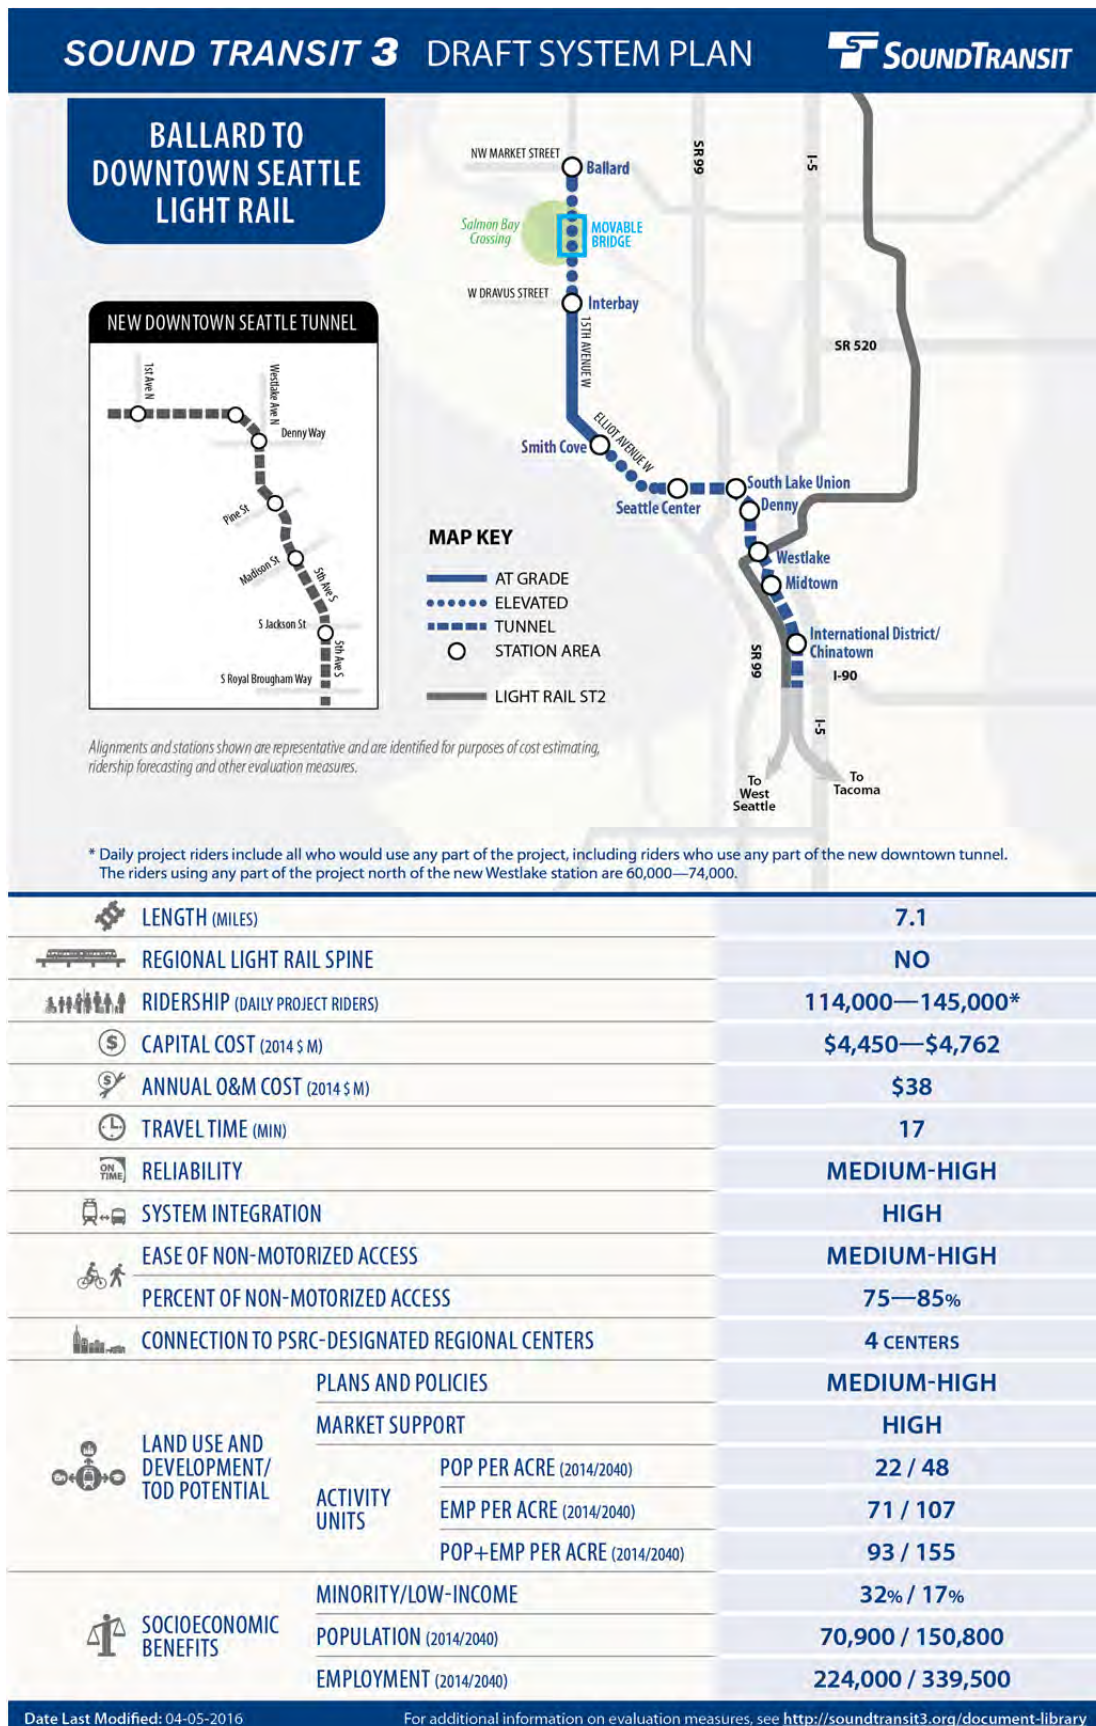 SOUND TRANSIT 3 DRAFT SYSTEM PLAN
SOUNDTRANSIT
BALLARD TO
DOWNTOWN SEATTLE
LIGHT RAIL
NEW DOWNTOWN SEATTLE TUNNEL
1st Ave N
Westlake Ave N
Denny Way
Pine St
Madison St
5th Ave S
S Jackson St
5th Ave S
S Royal Brougham Way
NW MARKET STREET
Ballard
SR 99
I-5
Salmon Bay
Crossing
MOVABLE
BRIDGE
W DRAVUS STREET
Interbay
15TH AVENUE W
SR 520
ELLIOT AVENUE W
Smith Cove
Seattle Center
South Lake Union
Denny
Westlake
Midtown
International District/
Chinatown
SR 99
I-90
I-5
To
West
Seattle
To
Tacoma
MAP KEY
AT GRADE
ELEVATED
TUNNEL
STATION AREA
LIGHT RAIL ST2
Alignments and stations shown are representative and are identified for purposes of cost estimating,
ridership forecasting and other evaluation measures.
* Daily project riders include all who would use any part of the project, including riders who use any part of the new downtown tunnel.
The riders using any part of the project north of the new Westlake station are 60,000—74,000.
LENGTH (MILES) 7.1
REGIONAL LIGHT RAIL SPINE NO
RIDERSHIP (DAILY PROJECT RIDERS) 114,000—145,000*
$ CAPITAL COST (2014 $ M) $4,450—$4,762
$ ANNUAL O&M COST (2014 $ M) $38
TRAVEL TIME (MIN) 17
ON TIME RELIABILITY MEDIUM-HIGH
SYSTEM INTEGRATION HIGH
EASE OF NON-MOTORIZED ACCESS MEDIUM-HIGH
PERCENT OF NON-MOTORIZED ACCESS 75—85%
CONNECTION TO PSRC-DESIGNATED REGIONAL CENTERS 4 CENTERS
LAND USE AND
DEVELOPMENT/
TOD POTENTIAL
PLANS AND POLICIES MEDIUM-HIGH
MARKET SUPPORT HIGH
ACTIVITY
UNITS
POP PER ACRE (2014/2040) 22 / 48
EMP PER ACRE (2014/2040) 71 / 107
POP+EMP PER ACRE (2014/2040) 93 / 155
SOCIOECONOMIC
BENEFITS
MINORITY/LOW-INCOME 32% / 17%
POPULATION (2014/2040) 70,900 / 150,800
EMPLOYMENT (2014/2040) 224,000 / 339,500
Date Last Modified: 04-05-2016
For additional information on evaluation measures, see http://soundtransit3.org/document-library